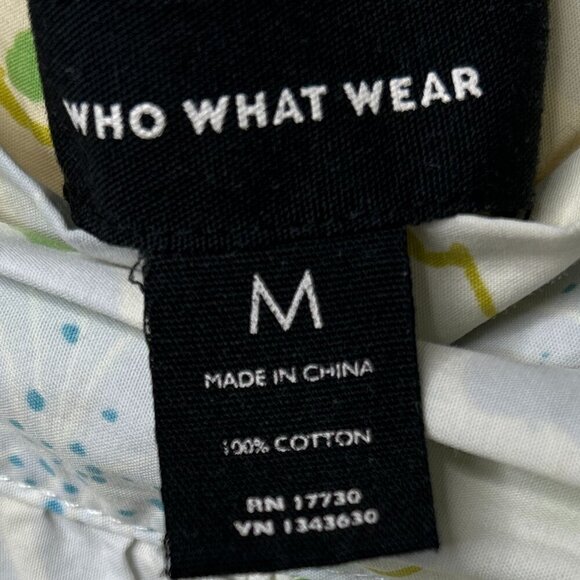 WHO WHAT WEAR
M
MADE IN CHINA
100% COTTON
RN 17730
VN 1343630